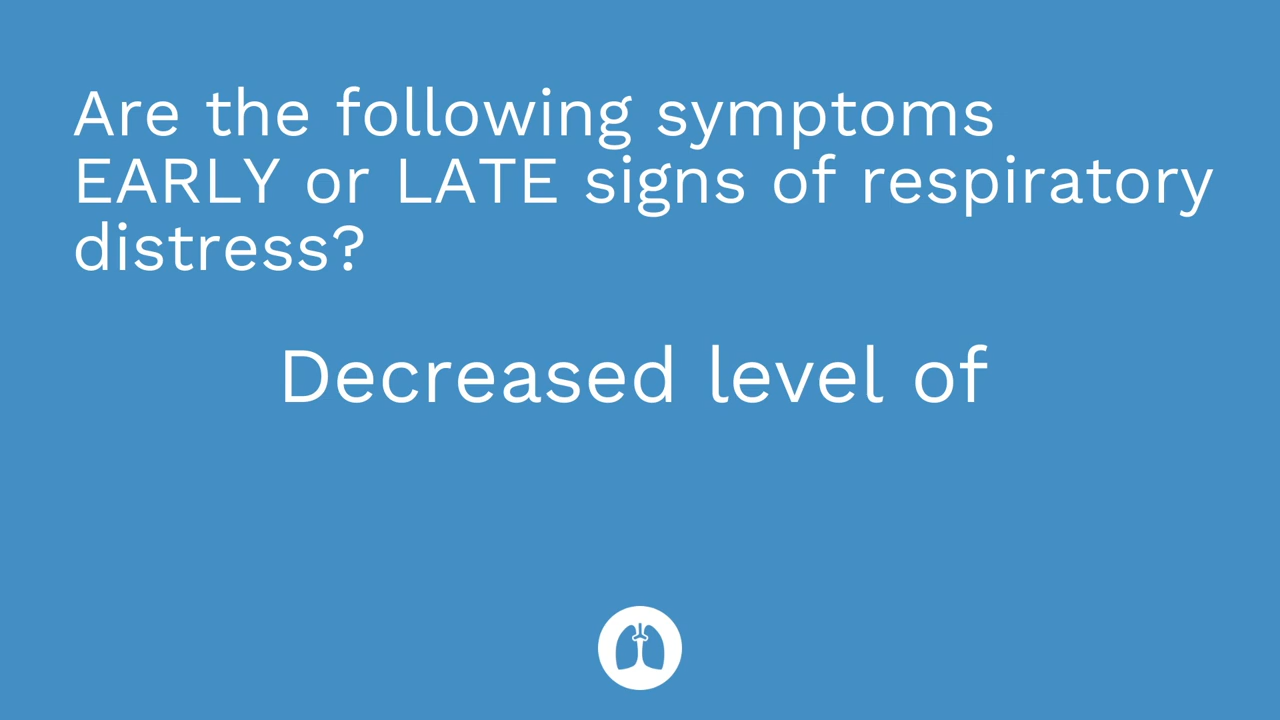 Are the following symptoms
EARLY or LATE signs of respiratory
distress?
Decreased level of